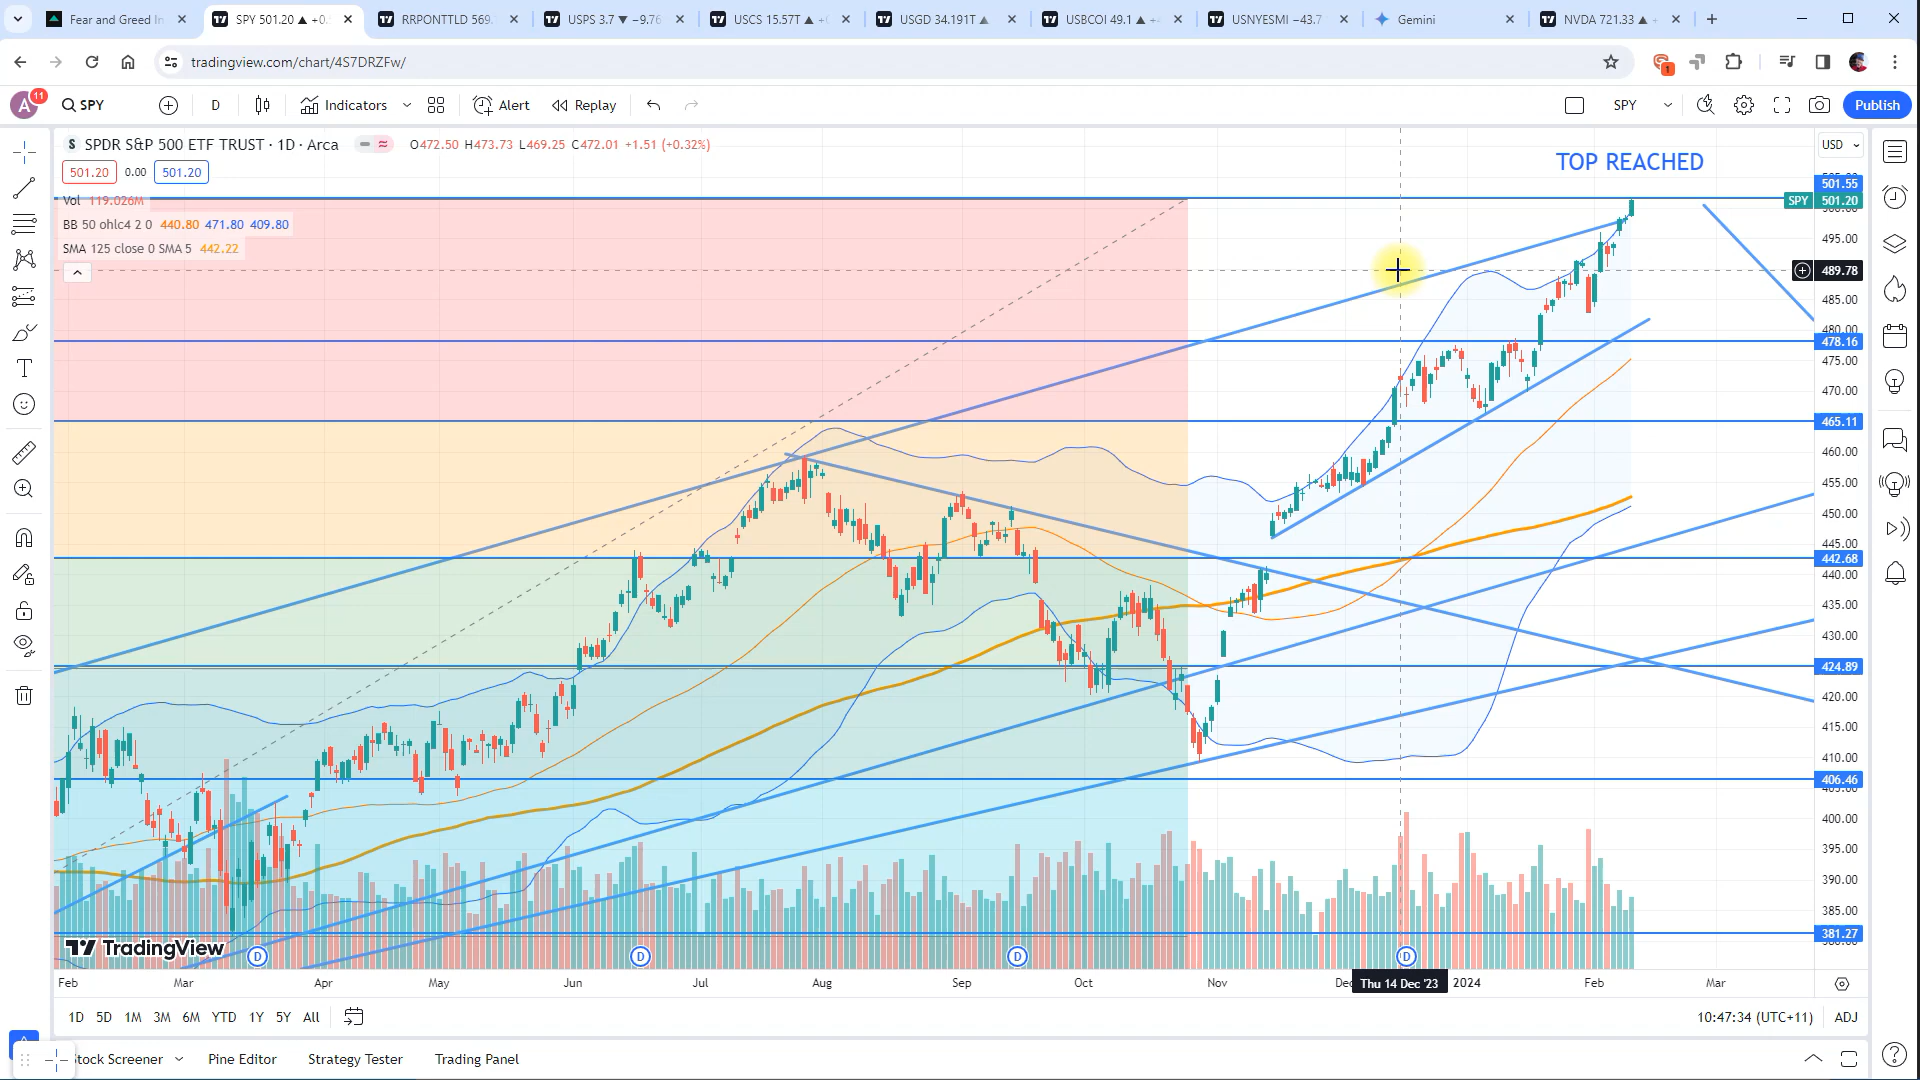 Fear and Greed In
SPY 501.20 ▲ +0.
RRPONTTLD 569.
USPS 3.7 ▼ −9.76
USCS 15.57T ▲
USGD 34.191T ▲
USBCOI 49.1 ▲
USNYESMI −43.7
Gemini
NVDA 721.33 ▲
tradingview.com/chart/4S7DRZFw/
1
A
11
SPY
D
Indicators
Alert
Replay
SPY
Publish
S
SPDR S&P 500 ETF TRUST · 1D · Arca
O472.50 H473.73 L469.25 C472.01 +1.51 (+0.32%)
USD
501.20
0.00
501.20
TOP REACHED
Vol 119.026M
BB 50 ohlc4 2 0 440.80 471.80 409.80
SMA 125 close 0 SMA 5 442.22
501.55
SPY 501.20
495.00
489.78
485.00
480.00
478.16
475.00
470.00
465.11
460.00
455.00
450.00
445.00
442.68
440.00
435.00
430.00
424.89
420.00
415.00
410.00
406.46
400.00
395.00
390.00
385.00
381.27
TradingView
D
D
D
D
Feb
Mar
Apr
May
Jun
Jul
Aug
Sep
Oct
Nov
Thu 14 Dec '23
2024
Feb
Mar
1D 5D 1M 3M 6M YTD 1Y 5Y All
10:47:34 (UTC+11)
ADJ
Stock Screener
Pine Editor
Strategy Tester
Trading Panel